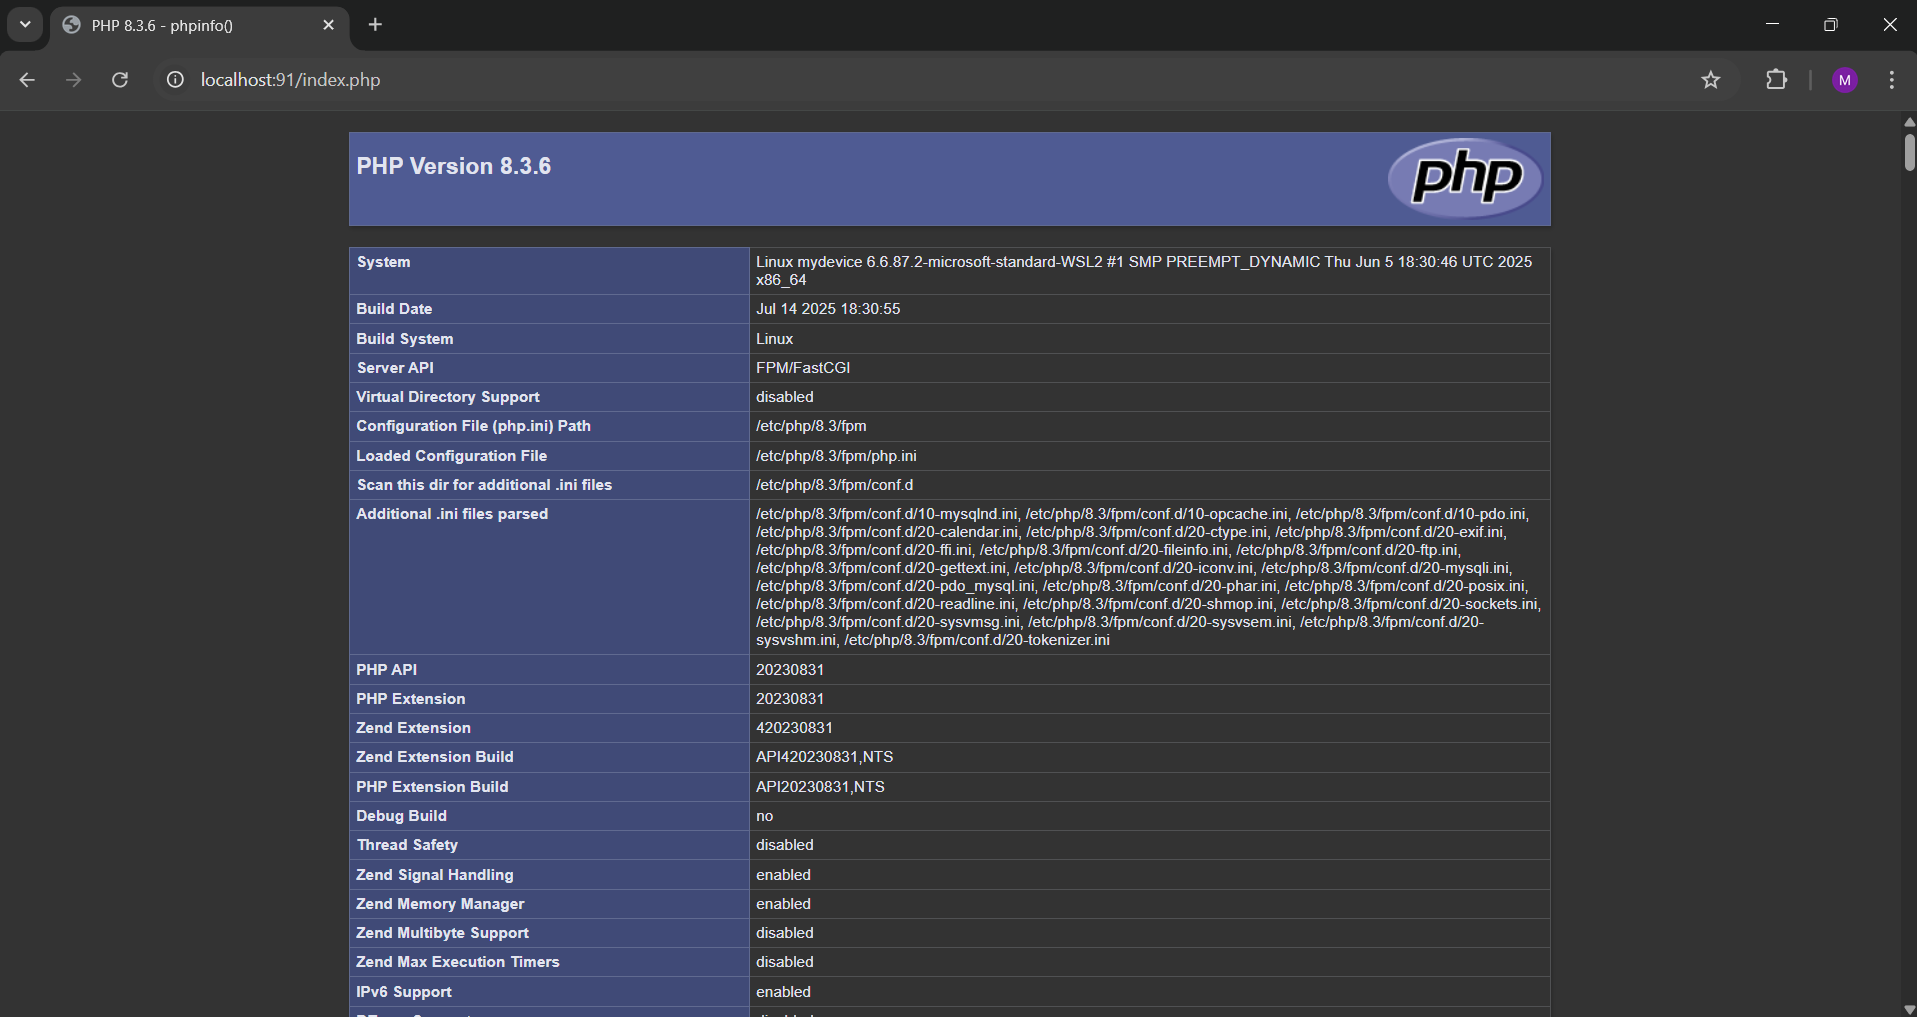 PHP 8.3.6 - phpinfo()
localhost:91/index.php
M
PHP Version 8.3.6
php
System
Linux mydevice 6.6.87.2-microsoft-standard-WSL2 #1 SMP PREEMPT_DYNAMIC Thu Jun 5 18:30:46 UTC 2025
x86_64
Build Date
Jul 14 2025 18:30:55
Build System
Linux
Server API
FPM/FastCGI
Virtual Directory Support
disabled
Configuration File (php.ini) Path
/etc/php/8.3/fpm
Loaded Configuration File
/etc/php/8.3/fpm/php.ini
Scan this dir for additional .ini files
/etc/php/8.3/fpm/conf.d
Additional .ini files parsed
/etc/php/8.3/fpm/conf.d/10-mysqlnd.ini, /etc/php/8.3/fpm/conf.d/10-opcache.ini, /etc/php/8.3/fpm/conf.d/10-pdo.ini,
/etc/php/8.3/fpm/conf.d/20-calendar.ini, /etc/php/8.3/fpm/conf.d/20-ctype.ini, /etc/php/8.3/fpm/conf.d/20-exif.ini,
/etc/php/8.3/fpm/conf.d/20-ffi.ini, /etc/php/8.3/fpm/conf.d/20-fileinfo.ini, /etc/php/8.3/fpm/conf.d/20-ftp.ini,
/etc/php/8.3/fpm/conf.d/20-gettext.ini, /etc/php/8.3/fpm/conf.d/20-iconv.ini, /etc/php/8.3/fpm/conf.d/20-mysqli.ini,
/etc/php/8.3/fpm/conf.d/20-pdo_mysql.ini, /etc/php/8.3/fpm/conf.d/20-phar.ini, /etc/php/8.3/fpm/conf.d/20-posix.ini,
/etc/php/8.3/fpm/conf.d/20-readline.ini, /etc/php/8.3/fpm/conf.d/20-shmop.ini, /etc/php/8.3/fpm/conf.d/20-sockets.ini,
/etc/php/8.3/fpm/conf.d/20-sysvmsg.ini, /etc/php/8.3/fpm/conf.d/20-sysvsem.ini, /etc/php/8.3/fpm/conf.d/20-
sysvshm.ini, /etc/php/8.3/fpm/conf.d/20-tokenizer.ini
PHP API
20230831
PHP Extension
20230831
Zend Extension
420230831
Zend Extension Build
API420230831,NTS
PHP Extension Build
API20230831,NTS
Debug Build
no
Thread Safety
disabled
Zend Signal Handling
enabled
Zend Memory Manager
enabled
Zend Multibyte Support
disabled
Zend Max Execution Timers
disabled
IPv6 Support
enabled